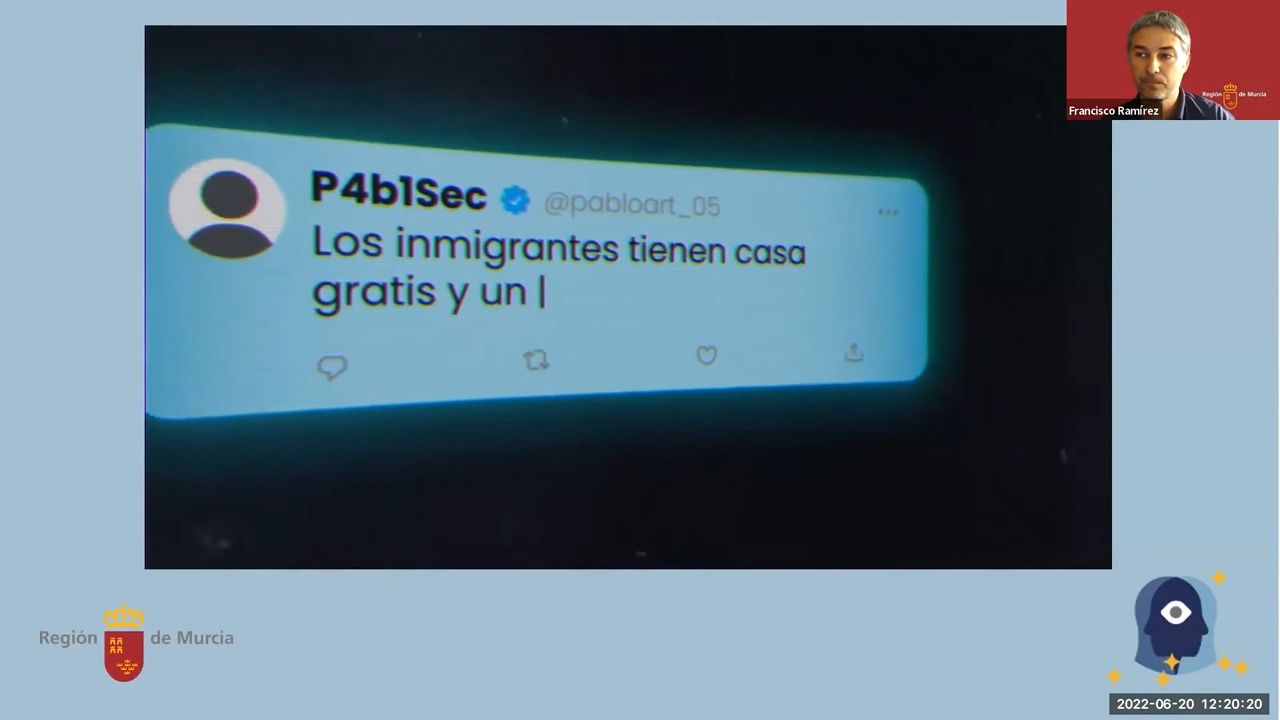 Región de Murcia
Francisco Ramírez
P4b1Sec @pabloart_05
Los inmigrantes tienen casa
gratis y un |
Región de Murcia
2022-06-20 12:20:20